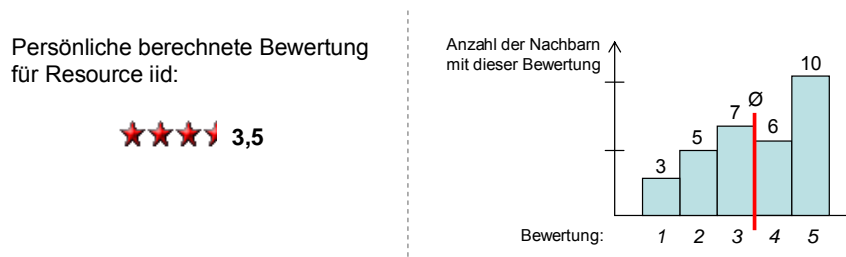 Persönliche berechnete Bewertung
für Resource iid:
3,5
Anzahl der Nachbarn
mit dieser Bewertung
3
5
7
Ø
6
10
Bewertung: 1 2 3 4 5